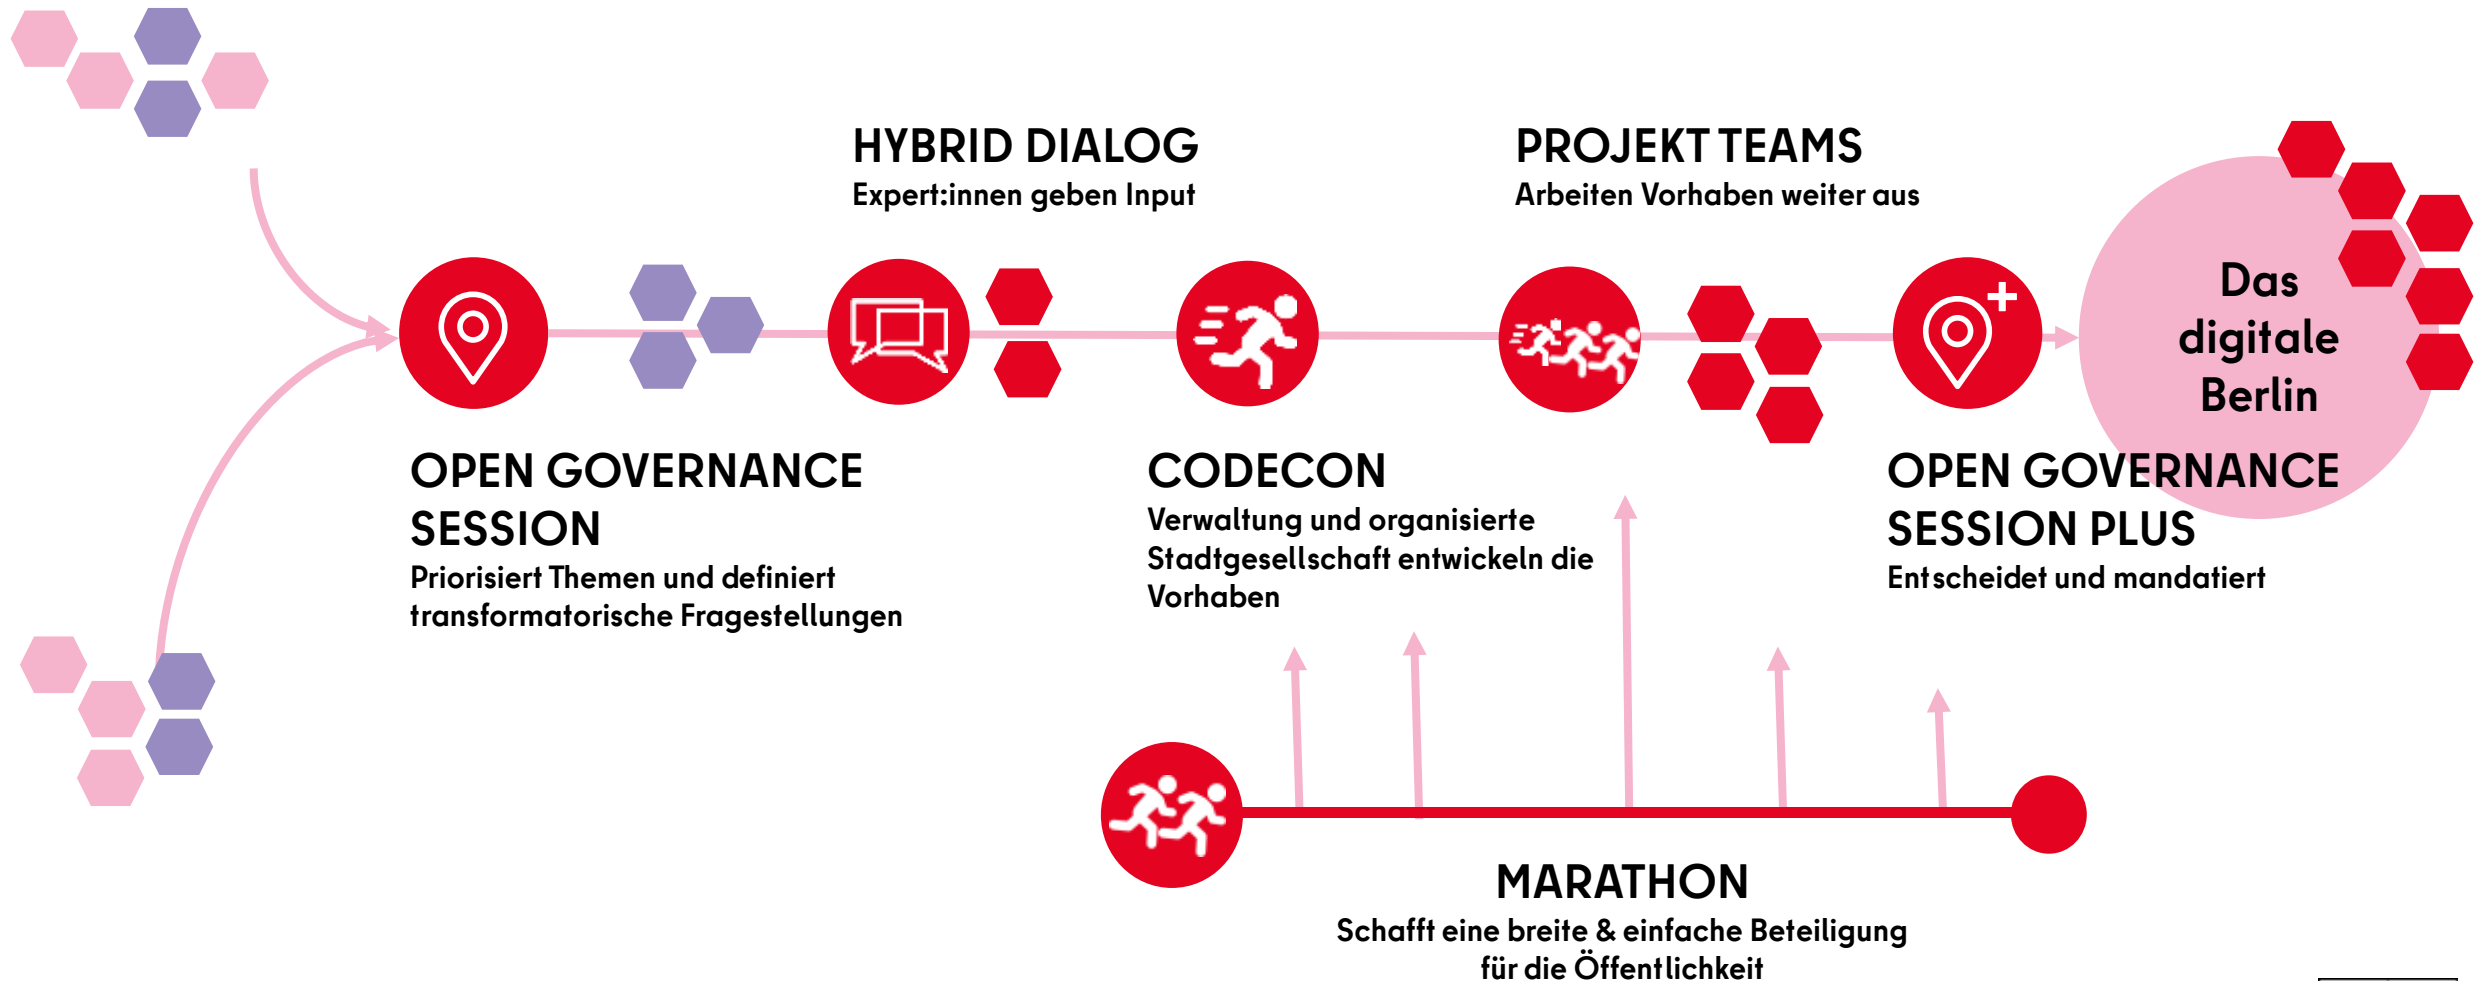 HYBRID DIALOG
Expert:innen geben Input
PROJEKT TEAMS
Arbeiten Vorhaben weiter aus
Das
digitale
Berlin
OPEN GOVERNANCE
SESSION
Priorisiert Themen und definiert
transformatorische Fragestellungen
CODECON
Verwaltung und organisierte
Stadtgesellschaft entwickeln die
Vorhaben
OPEN GOVERNANCE
SESSION PLUS
Entscheidet und mandatiert
MARATHON
Schafft eine breite & einfache Beteiligung
für die Öffentlichkeit